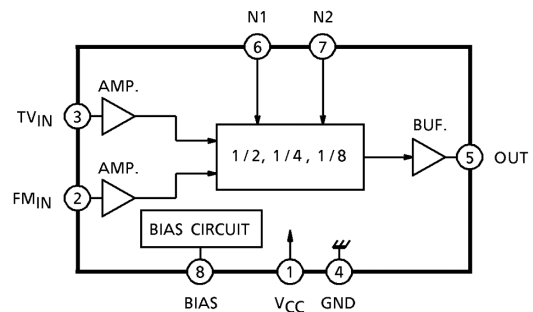 N1 N2
6 7
AMP.
TVIN 3
BUF.
1/2, 1/4, 1/8
5 OUT
AMP.
FMIN 2
BIAS CIRCUIT
8 1 4
BIAS VCC GND